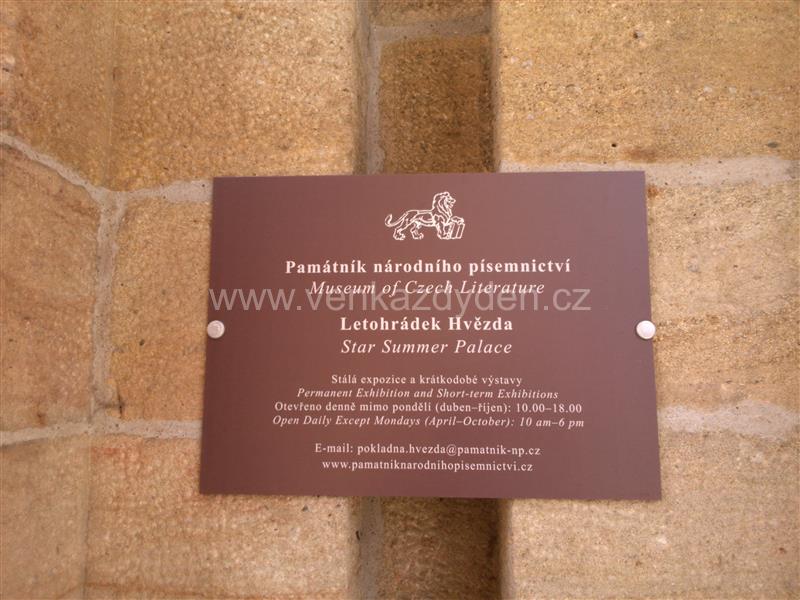 Památník národního písemnictví
Museum of Czech Literature
www.venkazdyden.cz
Letohrádek Hvězda
Star Summer Palace
Stálá expozice a krátkodobé výstavy
Permanent Exhibition and Short-term Exhibitions
Otevřeno denně mimo pondělí (duben–říjen): 10.00–18.00
Open Daily Except Mondays (April–October): 10 am–6 pm
E-mail: pokladna.hvezda@pamatnik-np.cz
www.pamatniknarodnihopisemnictvi.cz